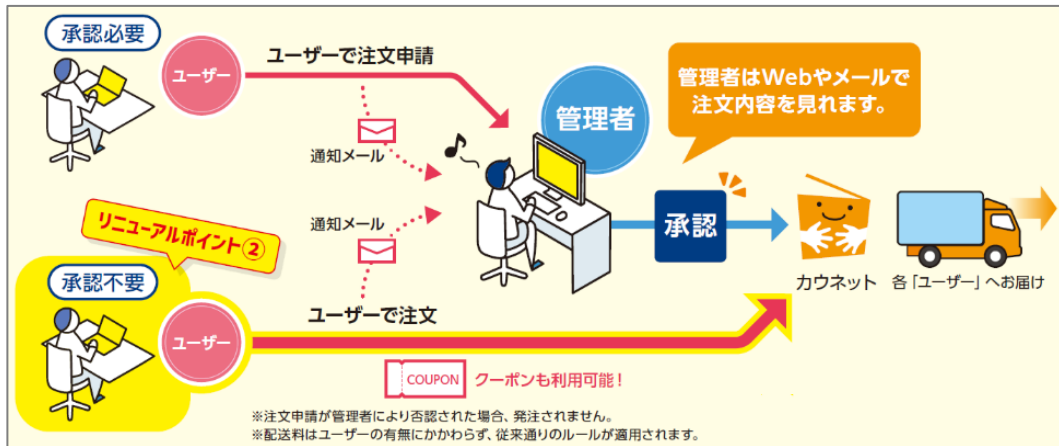 承認必要
ユーザー
ユーザーで注文申請
通知メール
管理者
管理者はWebやメールで
注文内容を見れます。
承認
カウネット
各「ユーザー」へお届け
リニューアルポイント②
承認不要
ユーザー
通知メール
ユーザーで注文
COUPON
クーポンも利用可能!
※注文申請が管理者により否認された場合、発注されません。
※配送料はユーザーの有無にかかわらず、従来通りのルールが適用されます。